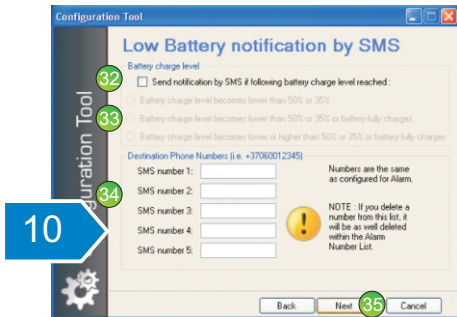 Configuration Tool
Low Battery notification by SMS
Battery charge level
32
Send notification by SMS if following battery charge level reached :
Battery charge level becomes lower than 50% or 35%
33
Battery charge level becomes lower than 50% or 35% or battery fully charges
Battery charge level becomes lower or higher than 50% or 35% or battery fully charges
Destination Phone Numbers (i.e. +37060012345)
SMS number 1:
SMS number 2:
SMS number 3:
SMS number 4:
SMS number 5:
34
Numbers are the same
as configured for Alarm.
NOTE : If you delete a
number from this list, it
will be as well deleted
within the Alarm
Number List.
10
uration Tool
Back
Next
35
Cancel